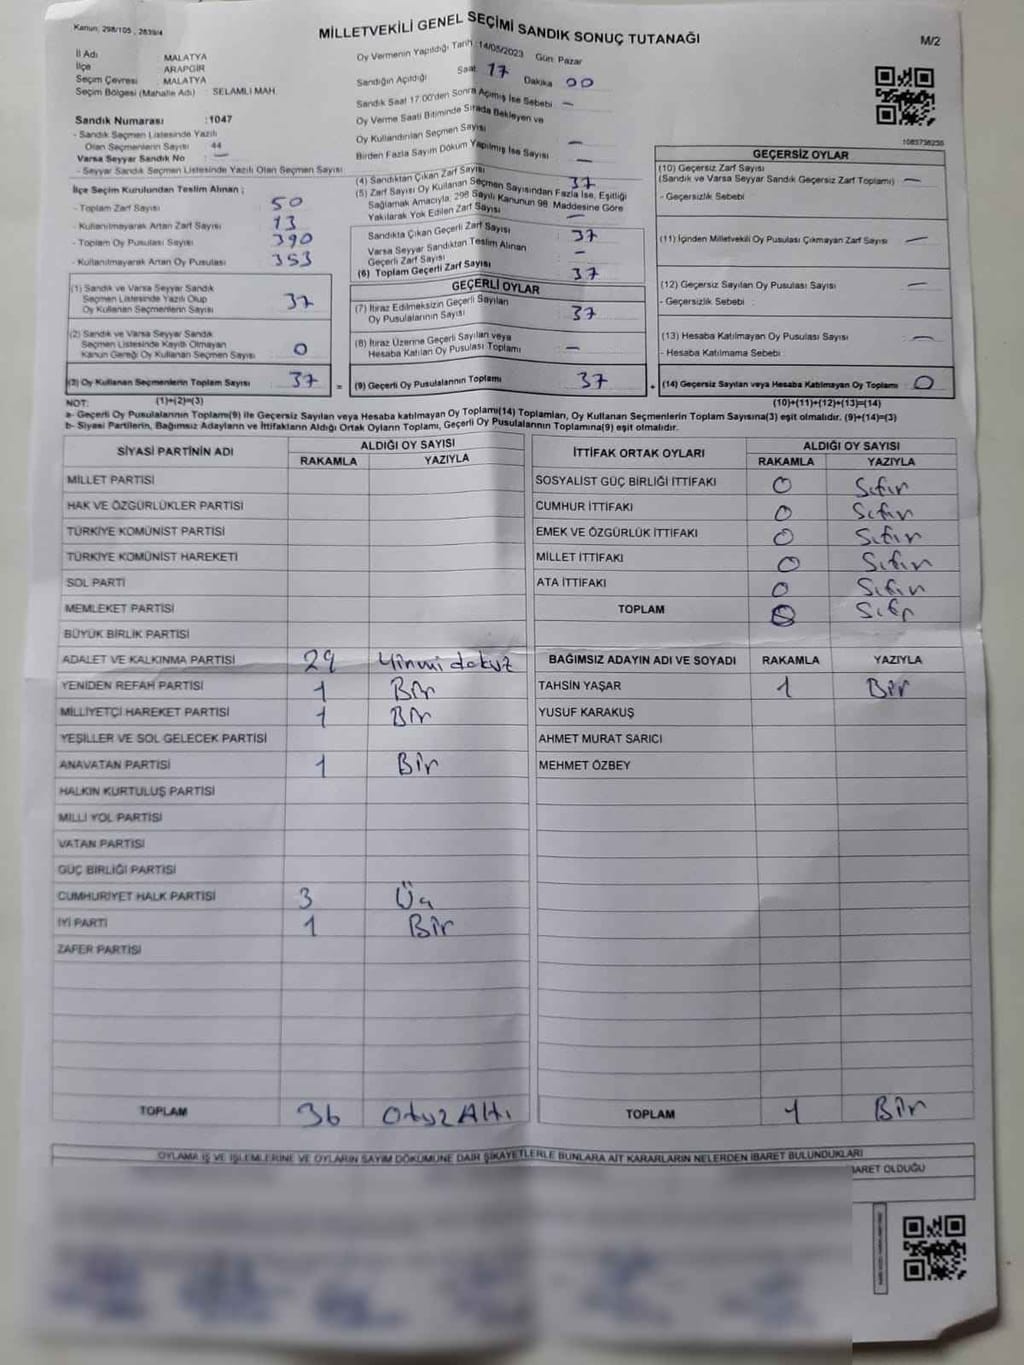 Kanun: 298/105 , 2839/4
MİLLETVEKİLİ GENEL SEÇİMİ SANDIK SONUÇ TUTANAĞI
M/2
İl Adı : MALATYA
İlçe : ARAPGİR
Seçim Çevresi : MALATYA
Seçim Bölgesi (Mahalle Adı) : SELAMLI MAH.
Sandık Numarası : 1047
- Sandık Seçmen Listesinde Yazılı
Olan Seçmenlerin Sayısı : 44
Varsa Seyyar Sandık No : —
- Seyyar Sandık Seçmen Listesinde Yazılı Olan Seçmen Sayısı
İlçe Seçim Kurulundan Teslim Alınan ;
- Toplam Zarf Sayısı 50
- Kullanılmayarak Artan Zarf Sayısı 13
- Toplam Oy Pusulası Sayısı 390
- Kullanılmayarak Artan Oy Pusulası 353
(1) Sandık ve Varsa Seyyar Sandık
Seçmen Listesinde Yazılı Olup
Oy Kullanan Seçmenlerin Sayısı 37
(2) Sandık ve Varsa Seyyar Sandık
Seçmen Listesinde Kayıtlı Olmayan
Kanun Gereği Oy Kullanan Seçmen Sayısı 0
(3) Oy Kullanan Seçmenlerin Toplam Sayısı 37 =
Oy Vermenin Yapıldığı Tarih :14/05/2023 Gün: Pazar
Sandığın Açıldığı Saat 17 Dakika 00
Sandık Saat 17.00'den Sonra Açılmış İse Sebebi —
Oy Verme Saati Bitiminde Sırada Bekleyen ve
Oy Kullandırılan Seçmen Sayısı —
Birden Fazla Sayım Döküm Yapılmış İse Sayısı —
(4) Sandıktan Çıkan Zarf Sayısı 37
(5) Zarf Sayısı Oy Kullanan Seçmen Sayısından Fazla İse, Eşitliği
Sağlamak Amacıyla, 298 Sayılı Kanunun 98. Maddesine Göre
Yakılarak Yok Edilen Zarf Sayısı —
Sandıkta Çıkan Geçerli Zarf Sayısı 37
Varsa Seyyar Sandıktan Teslim Alınan
Geçerli Zarf Sayısı —
(6) Toplam Geçerli Zarf Sayısı 37
GEÇERLİ OYLAR
(7) İtiraz Edilmeksizin Geçerli Sayılan
Oy Pusulalarının Sayısı 37
(8) İtiraz Üzerine Geçerli Sayılan veya
Hesaba Katılan Oy Pusulası Toplamı —
(9) Geçerli Oy Pusulalarının Toplamı 37 +
1083738235
GEÇERSİZ OYLAR
(10) Geçersiz Zarf Sayısı
(Sandık ve Varsa Seyyar Sandık Geçersiz Zarf Toplamı) —
- Geçersizlik Sebebi
(11) İçinden Milletvekili Oy Pusulası Çıkmayan Zarf Sayısı —
(12) Geçersiz Sayılan Oy Pusulası Sayısı —
- Geçersizlik Sebebi
(13) Hesaba Katılmayan Oy Pusulası Sayısı —
- Hesaba Katılmama Sebebi
(14) Geçersiz Sayılan veya Hesaba Katılmayan Oy Toplamı 0
NOT: (1)+(2)=(3) (10)+(11)+(12)+(13)=(14)
a- Geçerli Oy Pusulalarının Toplamı(9) ile Geçersiz Sayılan veya Hesaba katılmayan Oy Toplamı(14) Toplamları, Oy Kullanan Seçmenlerin Toplam Sayısına(3) eşit olmalıdır. (9)+(14)=(3)
b- Siyasi Partilerin, Bağımsız Adayların ve İttifakların Aldığı Ortak Oyların Toplamı, Geçerli Oy Pusulalarının Toplamına(9) eşit olmalıdır.
SİYASİ PARTİNİN ADI ALDIĞI OY SAYISI
RAKAMLA YAZIYLA
MİLLET PARTİSİ
HAK VE ÖZGÜRLÜKLER PARTİSİ
TÜRKİYE KOMÜNİST PARTİSİ
TÜRKİYE KOMÜNİST HAREKETİ
SOL PARTİ
MEMLEKET PARTİSİ
BÜYÜK BİRLİK PARTİSİ
ADALET VE KALKINMA PARTİSİ 29 Yirmi dokuz
YENİDEN REFAH PARTİSİ 1 Bir
MİLLİYETÇİ HAREKET PARTİSİ 1 Bir
YEŞİLLER VE SOL GELECEK PARTİSİ
ANAVATAN PARTİSİ 1 Bir
HALKIN KURTULUŞ PARTİSİ
MİLLİ YOL PARTİSİ
VATAN PARTİSİ
GÜÇ BİRLİĞİ PARTİSİ
CUMHURİYET HALK PARTİSİ 3 Üç
İYİ PARTİ 1 Bir
ZAFER PARTİSİ
TOPLAM 36 Otuz Altı
İTTİFAK ORTAK OYLARI ALDIĞI OY SAYISI
RAKAMLA YAZIYLA
SOSYALİST GÜÇ BİRLİĞİ İTTİFAKI 0 Sıfır
CUMHUR İTTİFAKI 0 Sıfır
EMEK VE ÖZGÜRLÜK İTTİFAKI 0 Sıfır
MİLLET İTTİFAKI 0 Sıfır
ATA İTTİFAKI 0 Sıfır
TOPLAM 0 Sıfır
BAĞIMSIZ ADAYIN ADI VE SOYADI RAKAMLA YAZIYLA
TAHSİN YAŞAR 1 Bir
YUSUF KARAKUŞ
AHMET MURAT SARICI
MEHMET ÖZBEY
TOPLAM 1 Bir
OYLAMA İŞ VE İŞLEMLERİNE VE OYLARIN SAYIM DÖKÜMÜNE DAİR ŞİKAYETLERLE BUNLARA AİT KARARLARIN NELERDEN İBARET BULUNDUKLARI
BARET OLDUĞU